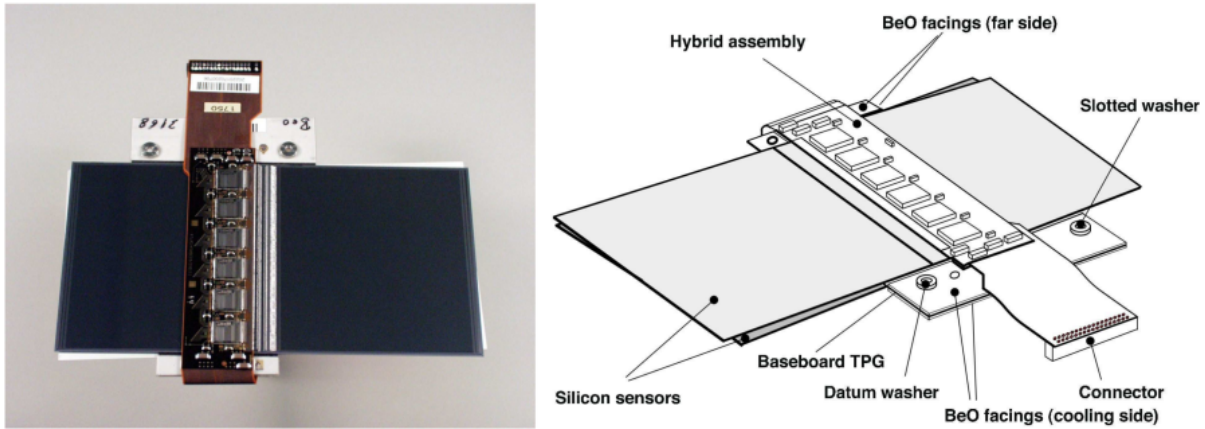 1750
2168
BeO
BeO facings (far side)
Hybrid assembly
Slotted washer
Baseboard TPG
Silicon sensors
Datum washer
Connector
BeO facings (cooling side)